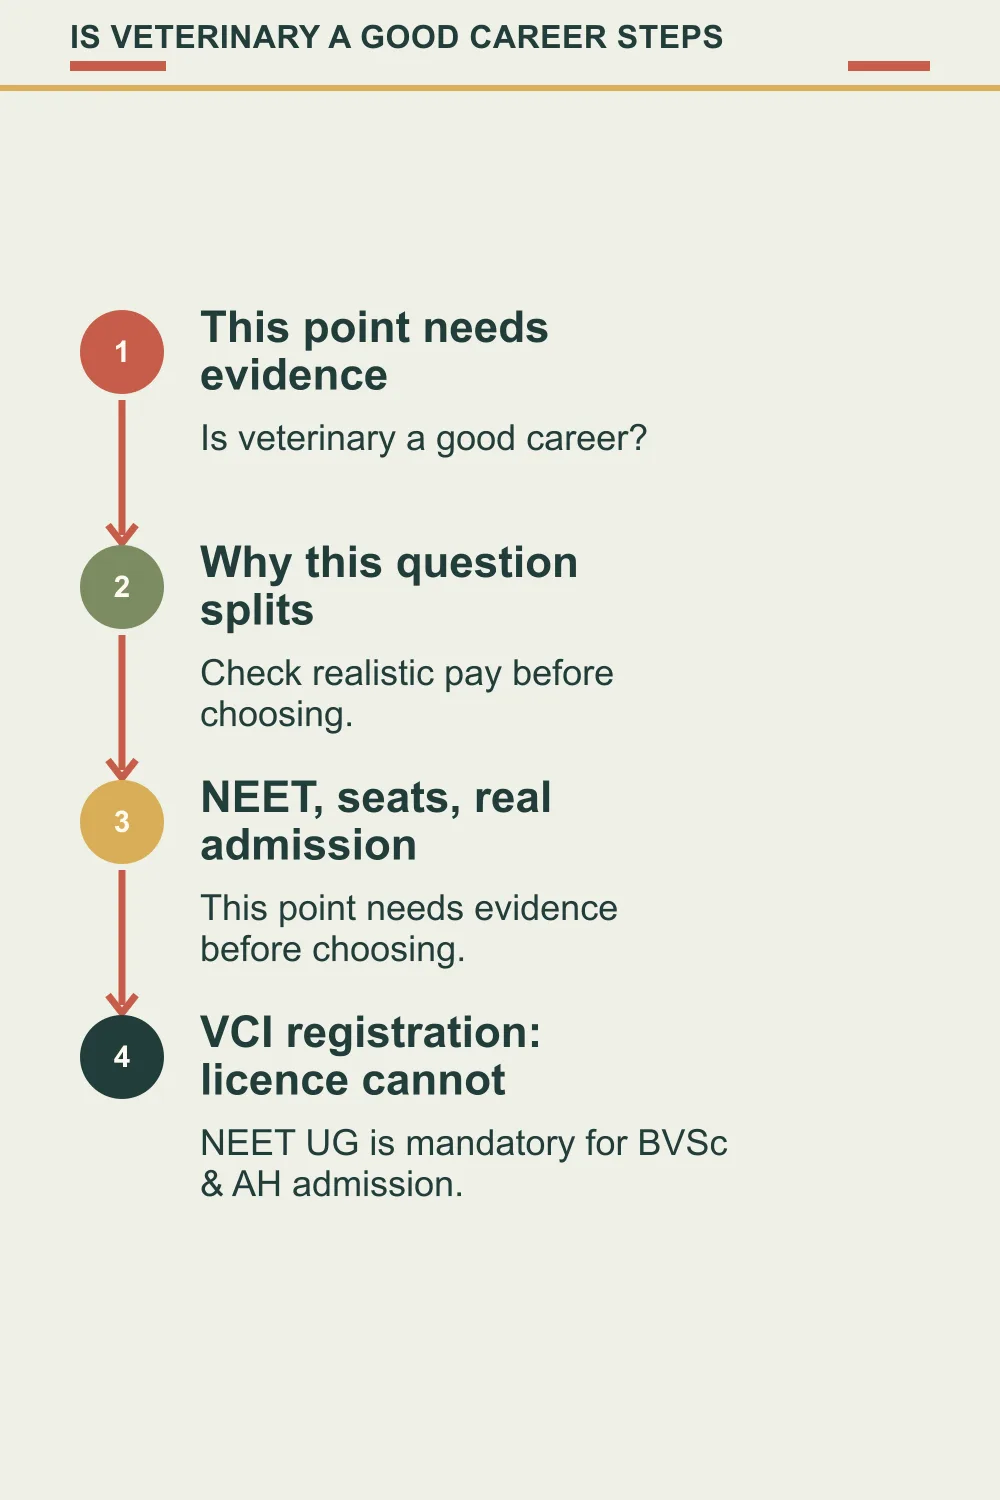 IS VETERINARY A GOOD CAREER STEPS
1
This point needs
evidence
Is veterinary a good career?
2
Why this question
splits
Check realistic pay before
choosing.
3
NEET, seats, real
admission
This point needs evidence
before choosing.
4
VCI registration:
licence cannot
NEET UG is mandatory for BVSc
& AH admission.